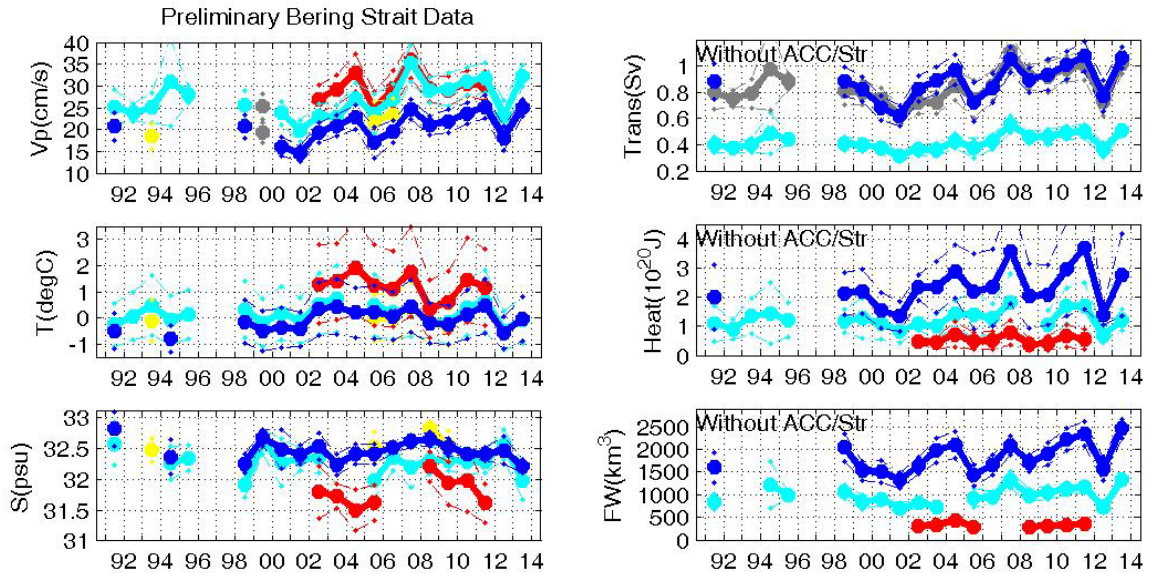 Preliminary Bering Strait Data
Vp(cm/s)
40
35
30
25
20
15
10
92 94 96 98 00 02 04 06 08 10 12 14
Without ACC/Str
Trans(Sv)
1
0.8
0.6
0.4
0.2
92 94 96 98 00 02 04 06 08 10 12 14
T(degC)
3
2
1
0
-1
92 94 96 98 00 02 04 06 08 10 12 14
Without ACC/Str
Heat(10²⁰J)
4
3
2
1
0
92 94 96 98 00 02 04 06 08 10 12 14
S(psu)
33
32.5
32
31.5
31
92 94 96 98 00 02 04 06 08 10 12 14
Without ACC/Str
FW(km³)
2500
2000
1500
1000
500
0
92 94 96 98 00 02 04 06 08 10 12 14